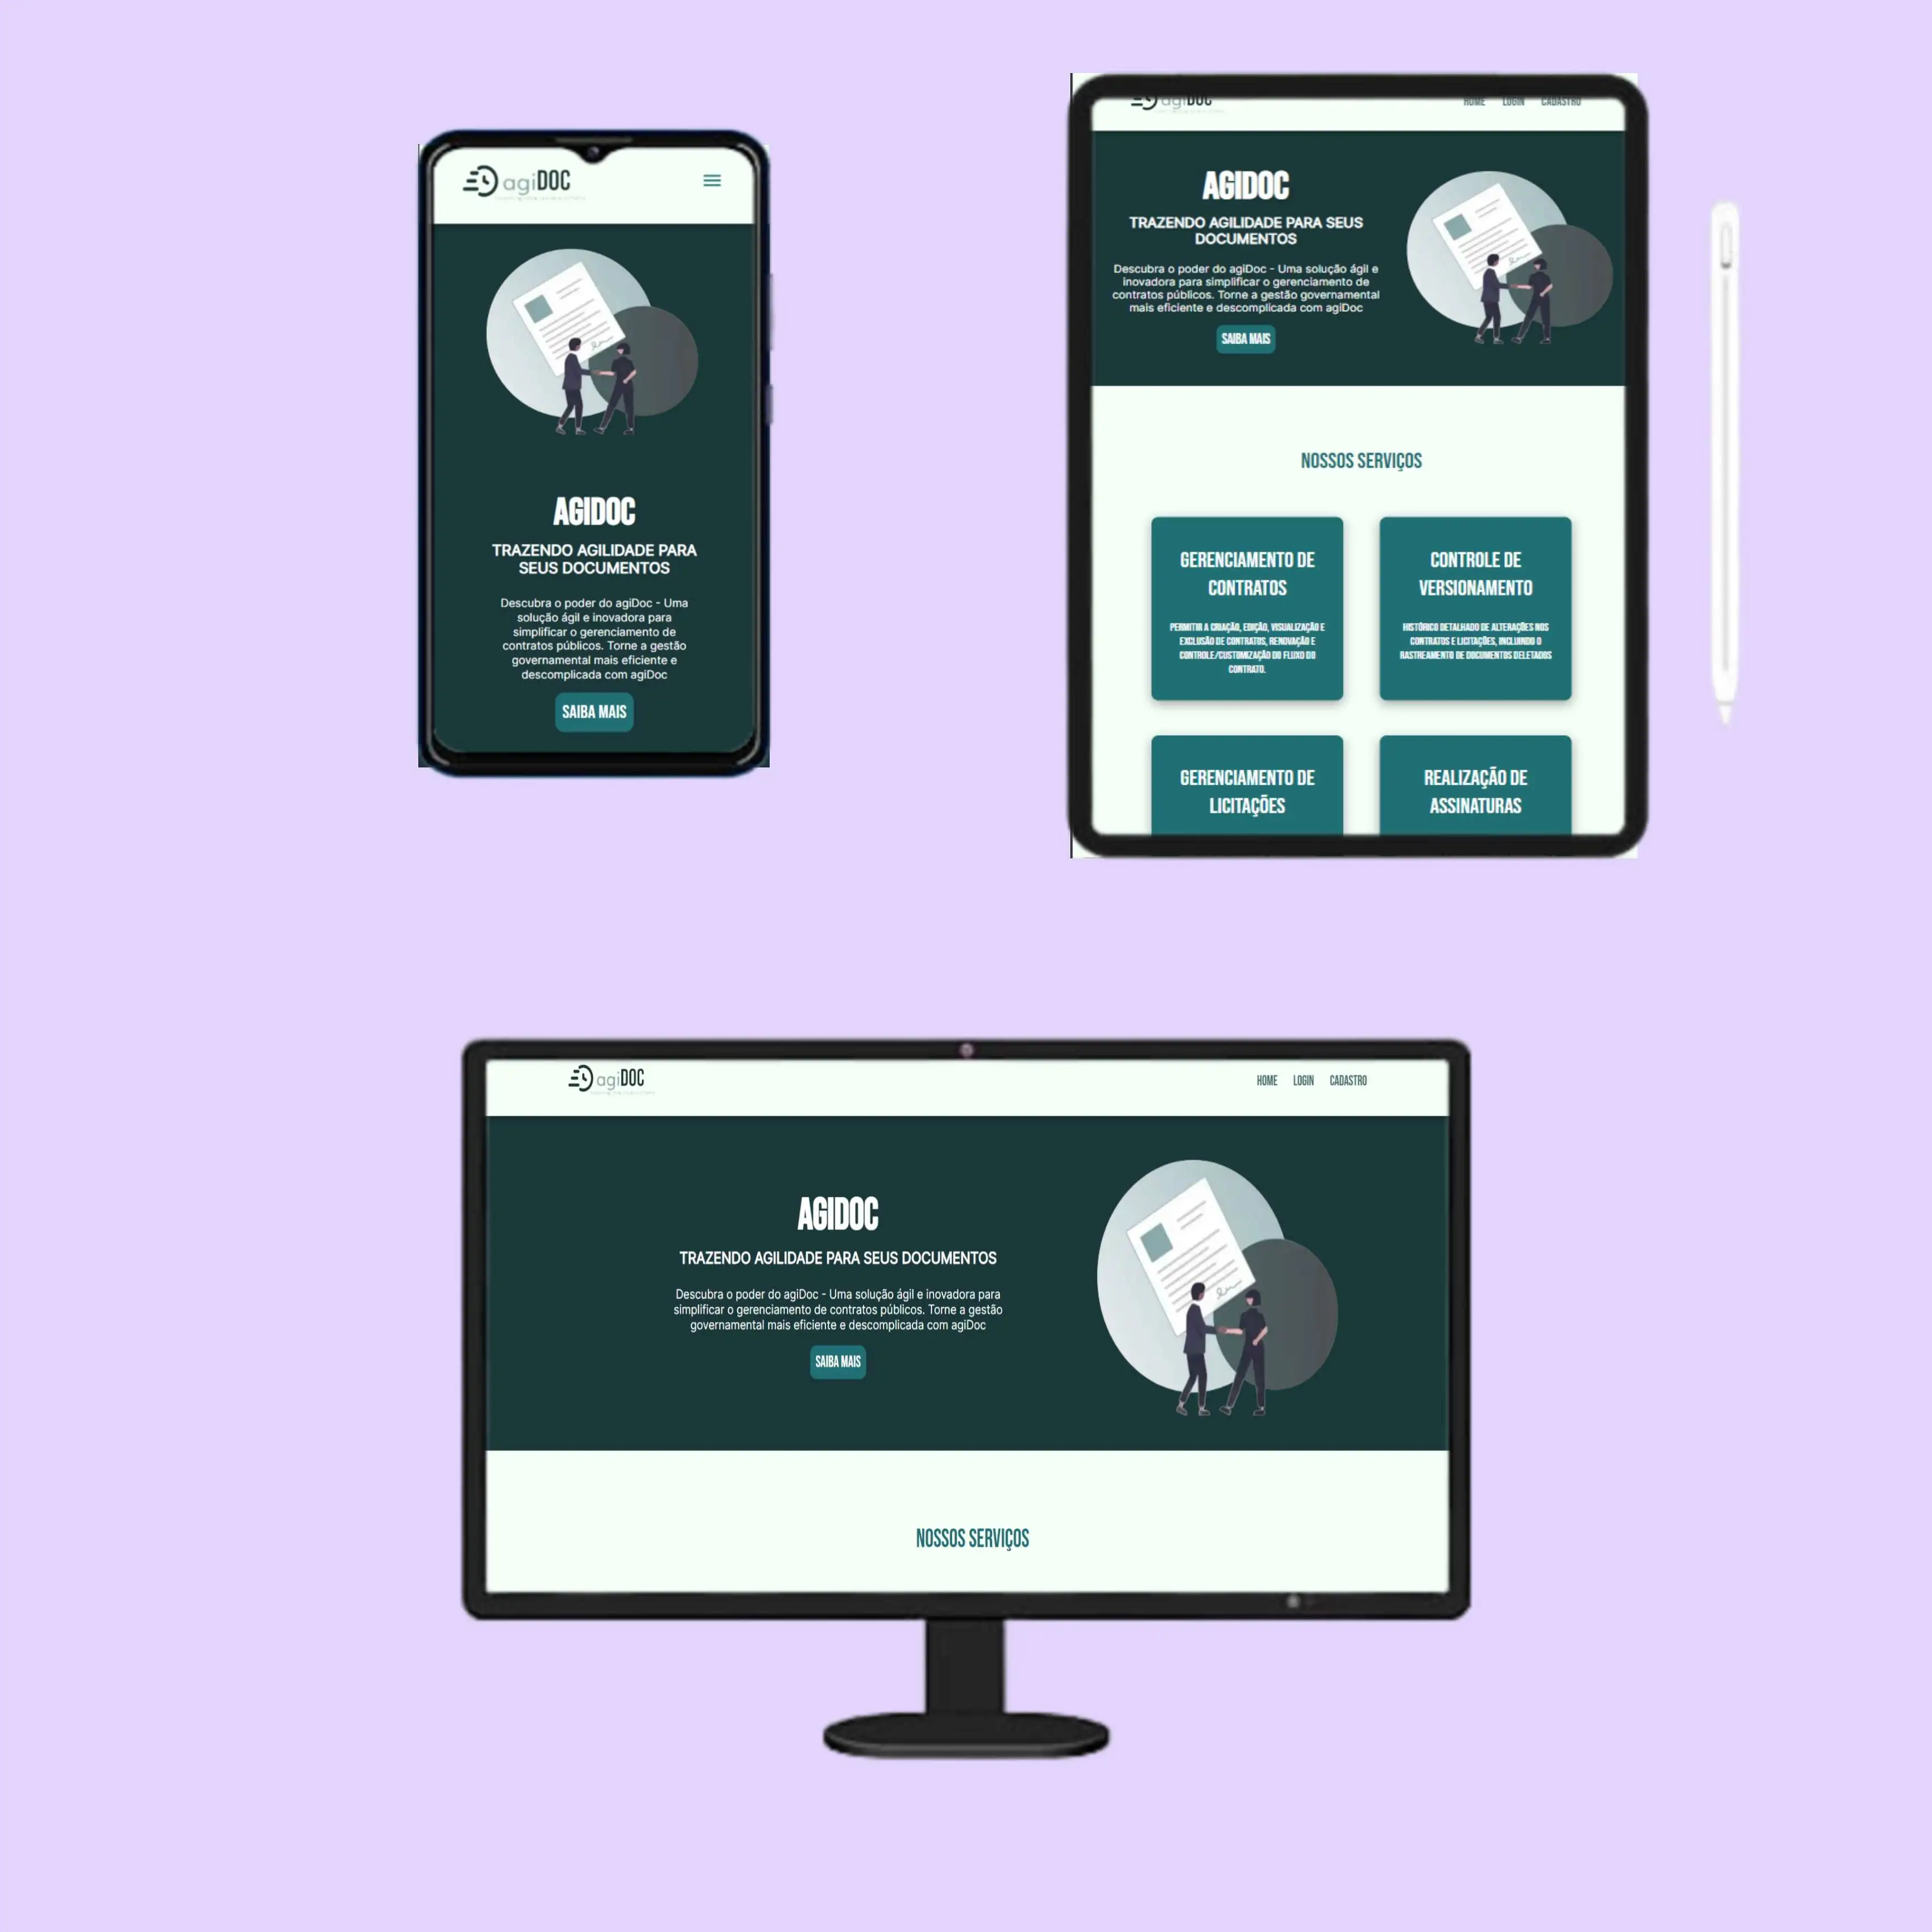 agiDOC
AGIDOC
TRAZENDO AGILIDADE PARA
SEUS DOCUMENTOS
Descubra o poder do agiDoc - Uma
solução ágil e inovadora para
simplificar o gerenciamento de
contratos públicos. Torne a gestão
governamental mais eficiente e
descomplicada com agiDoc
SAIBA MAIS
agiDOC
HOME LOGIN CADASTRO
AGIDOC
TRAZENDO AGILIDADE PARA SEUS
DOCUMENTOS
Descubra o poder do agiDoc - Uma solução ágil e
inovadora para simplificar o gerenciamento de
contratos públicos. Torne a gestão governamental
mais eficiente e descomplicada com agiDoc
SAIBA MAIS
NOSSOS SERVIÇOS
GERENCIAMENTO DE
CONTRATOS
PERMITIR A CRIAÇÃO, EDIÇÃO, VISUALIZAÇÃO E
EXCLUSÃO DE CONTRATOS, RENOVAÇÃO E
CONTROLE/CUSTOMIZAÇÃO DO FLUXO DO
CONTRATO.
CONTROLE DE
VERSIONAMENTO
HISTÓRICO DETALHADO DE ALTERAÇÕES NOS
CONTRATOS E LICITAÇÕES, INCLUINDO O
RASTREAMENTO DE DOCUMENTOS DELETADOS
GERENCIAMENTO DE
LICITAÇÕES
REALIZAÇÃO DE
ASSINATURAS
agiDOC
HOME LOGIN CADASTRO
AGIDOC
TRAZENDO AGILIDADE PARA SEUS DOCUMENTOS
Descubra o poder do agiDoc - Uma solução ágil e inovadora para
simplificar o gerenciamento de contratos públicos. Torne a gestão
governamental mais eficiente e descomplicada com agiDoc
SAIBA MAIS
NOSSOS SERVIÇOS